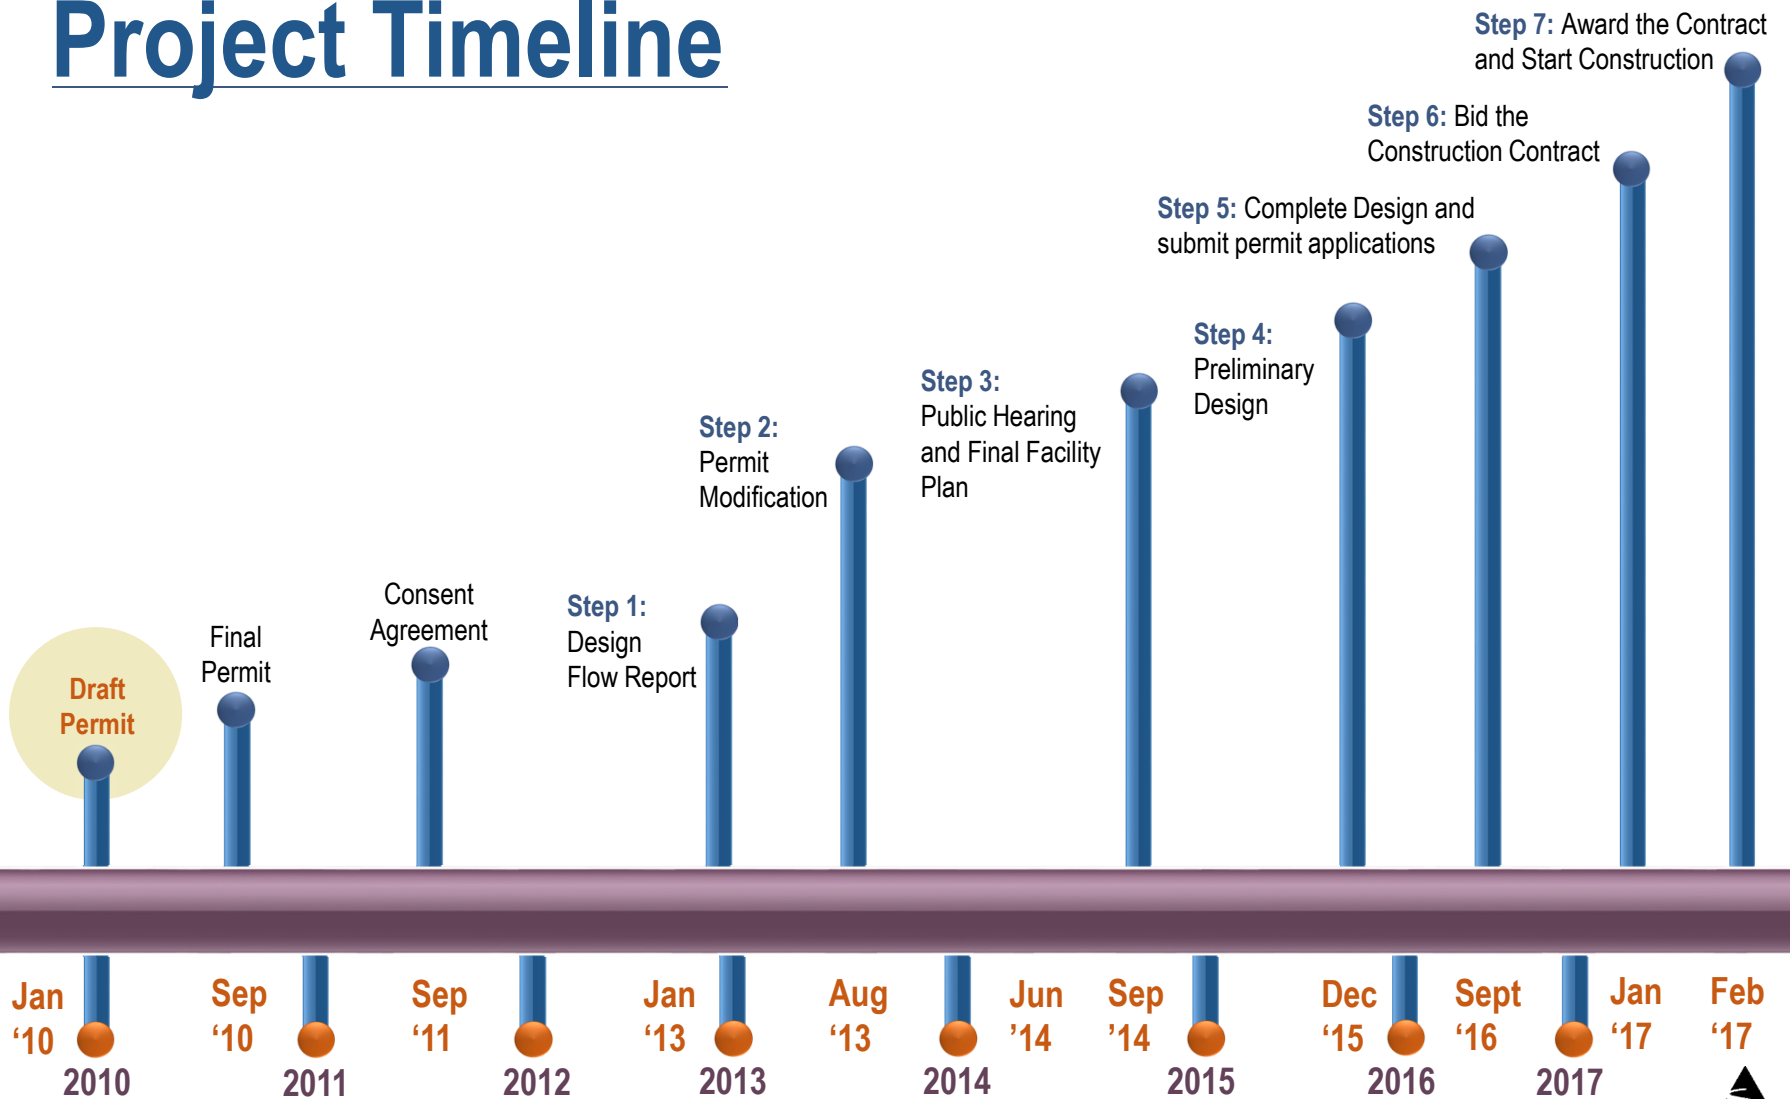 Project Timeline
Step 7: Award the Contract
and Start Construction
Step 6: Bid the
Construction Contract
Step 5: Complete Design and
submit permit applications
Step 4:
Preliminary
Design
Step 3:
Public Hearing
and Final Facility
Plan
Step 2:
Permit
Modification
Step 1:
Design
Flow Report
Consent
Agreement
Final
Permit
Draft
Permit
Jan
‘10
Sep
‘10
Sep
‘11
Jan
‘13
Aug
‘13
Jun
’14
Sep
’14
Dec
‘15
Sept
‘16
Jan
‘17
Feb
‘17
2010
2011
2012
2013
2014
2015
2016
2017